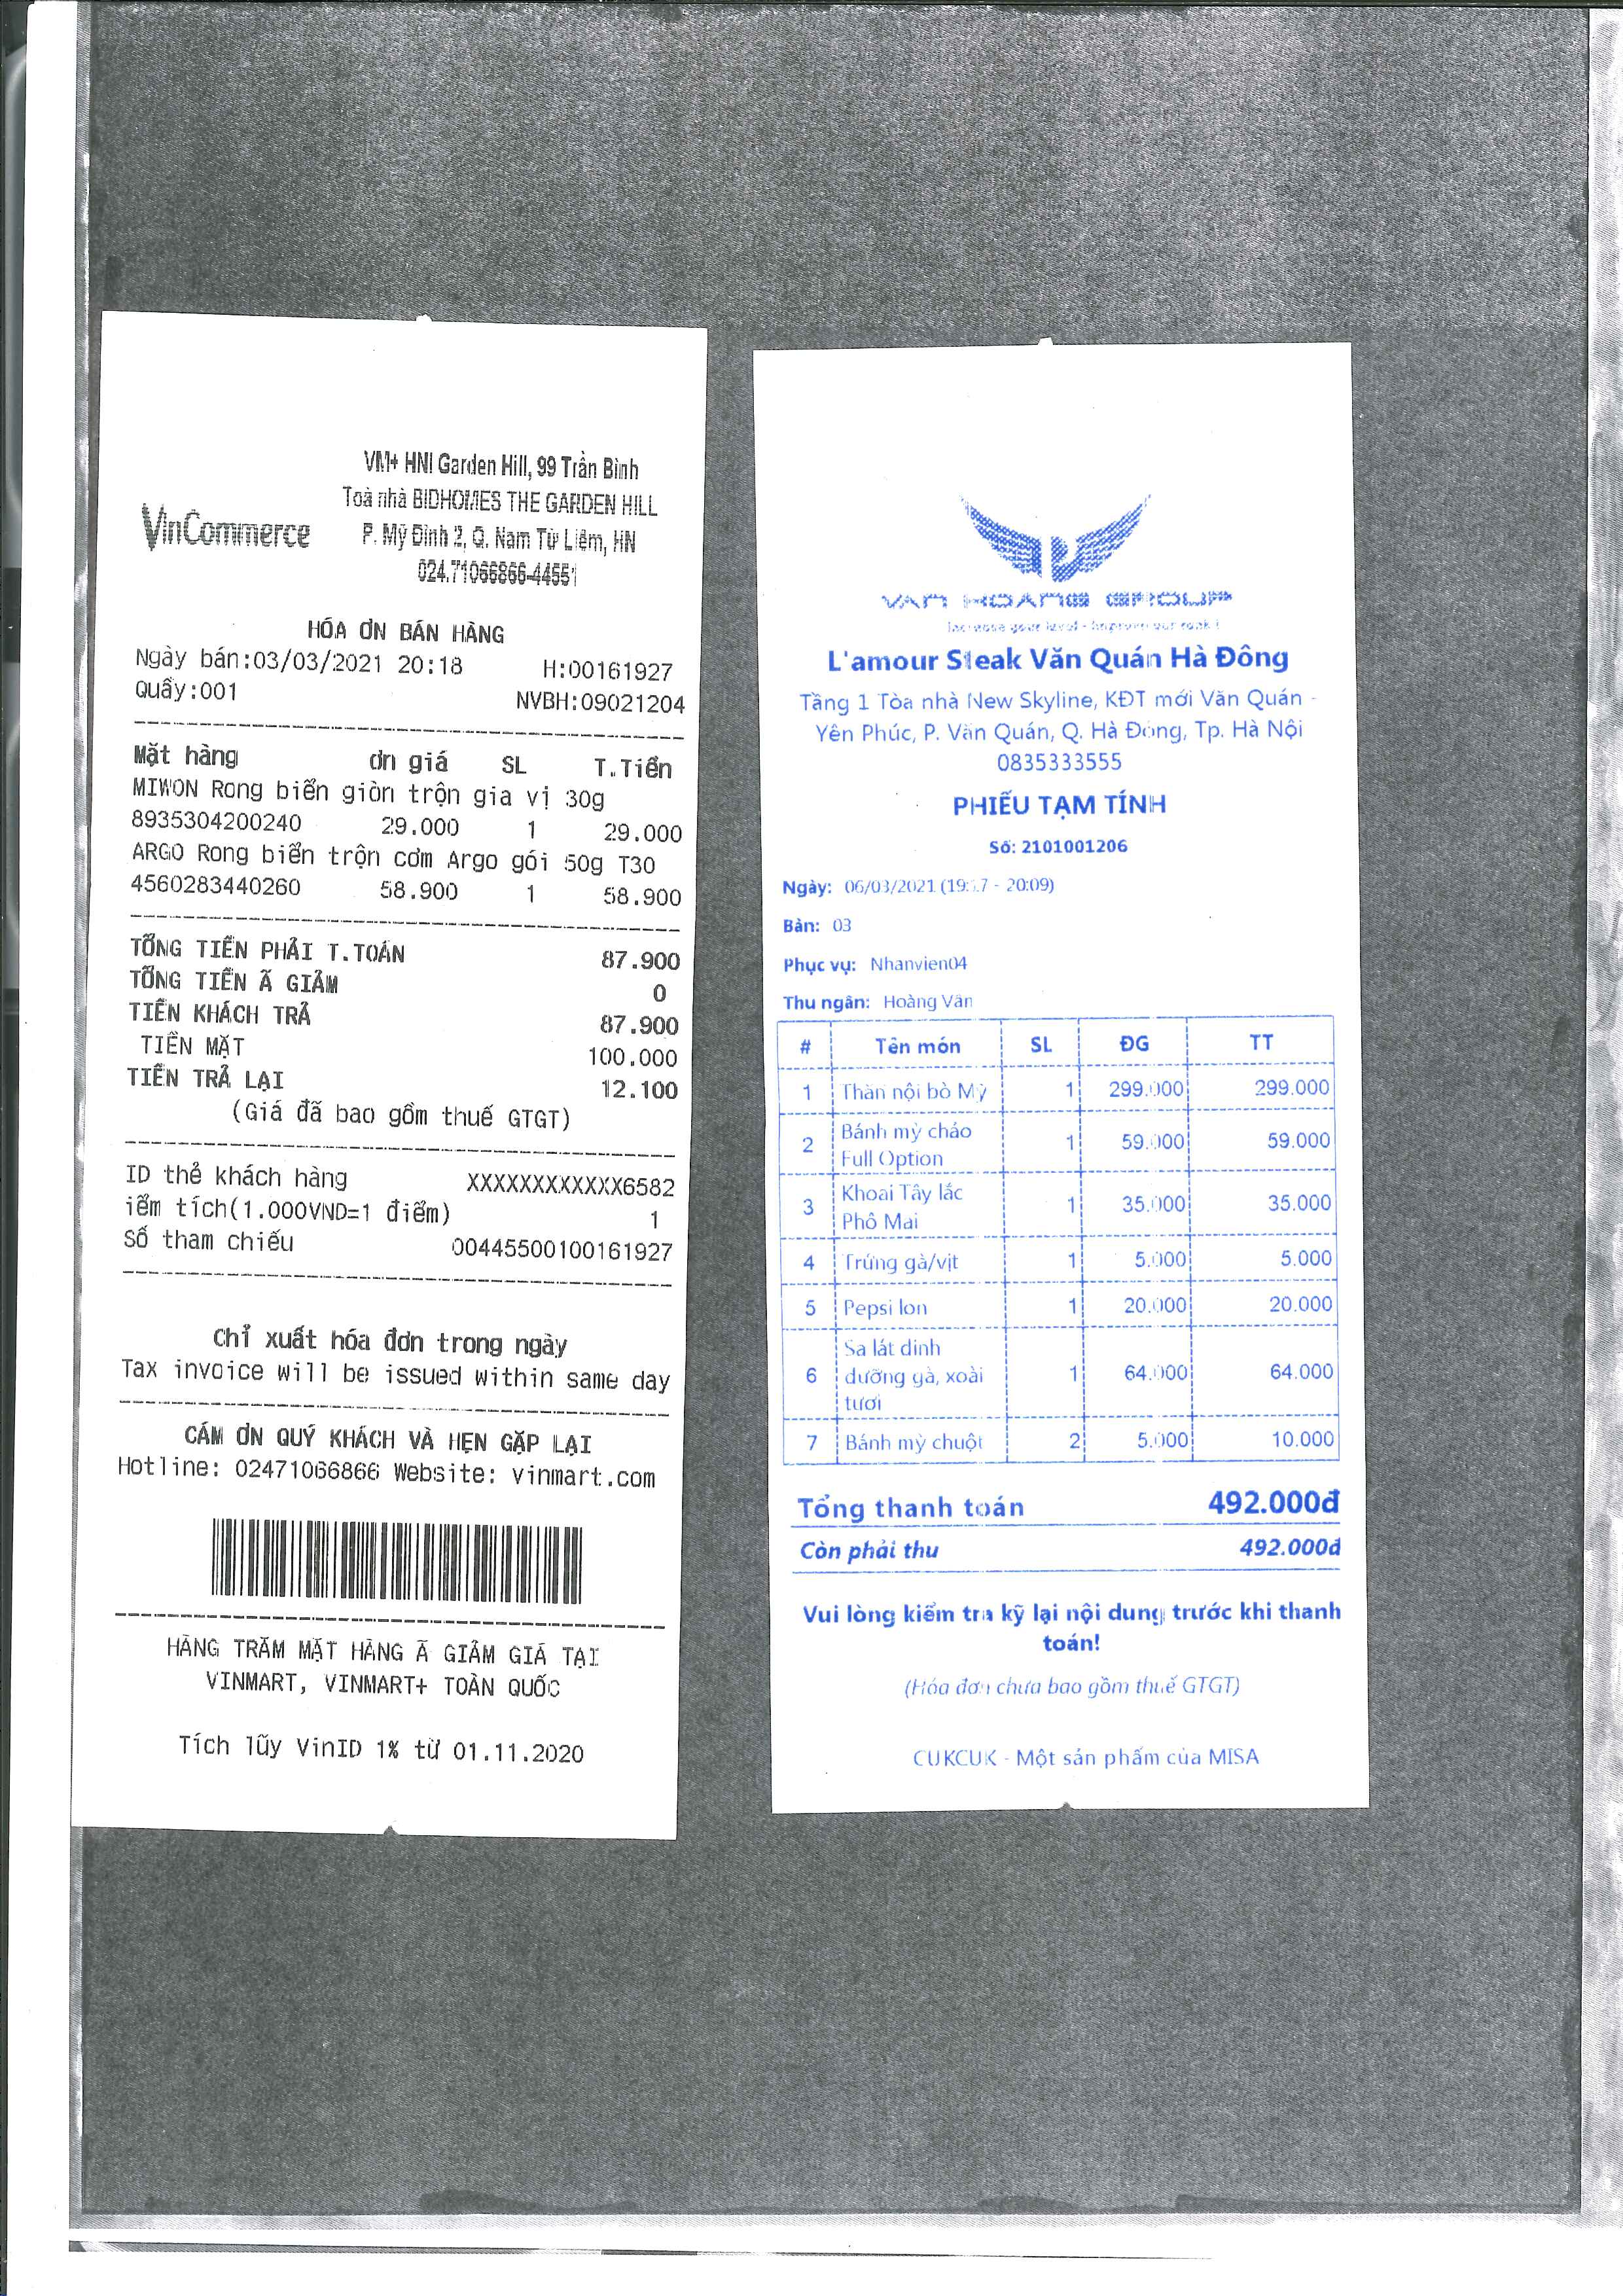 VinCommerce
VM+ HNI Garden Hill, 99 Trần Bình
Toà nhà BIDHOMES THE GARDEN HILL
P. Mỹ Đình 2, Q. Nam Từ Liêm, HN
024.71066866-44551
HÓA ƠN BÁN HÀNG
Ngày bán:03/03/2021 20:18 H:00161927
Quầy:001 NVBH:09021204
Mặt hàng ơn giá SL T.Tiền
MIWON Rong biển giòn trộn gia vị 30g
8935304200240 29.000 1 29.000
ARGO Rong biển trộn cơm Argo gói 50g T30
4560283440260 58.900 1 58.900
TỔNG TIỀN PHẢI T.TOÁN 87.900
TỔNG TIỀN Ã GIẢM 0
TIỀN KHÁCH TRẢ 87.900
TIỀN MẶT 100.000
TIỀN TRẢ LẠI 12.100
(Giá đã bao gồm thuế GTGT)
ID thẻ khách hàng XXXXXXXXXXXX6582
iểm tích(1.000VND=1 điểm) 1
Số tham chiếu 00445500100161927
Chỉ xuất hóa đơn trong ngày
Tax invoice will be issued within same day
CÁM ƠN QUÝ KHÁCH VÀ HẸN GẶP LẠI
Hotline: 02471066866 Website: vinmart.com
HÀNG TRĂM MẶT HÀNG Ã GIẢM GIÁ TẠI
VINMART, VINMART+ TOÀN QUỐC
Tích lũy VinID 1% từ 01.11.2020
VAN HOANG GROUP
L'amour Steak Văn Quán Hà Đông
Tầng 1 Tòa nhà New Skyline, KĐT mới Văn Quán -
Yên Phúc, P. Văn Quán, Q. Hà Đông, Tp. Hà Nội
0835333555
PHIẾU TẠM TÍNH
Số: 2101001206
Ngày: 06/03/2021 - 20:09)
Bàn: 03
Phục vụ: Nhanvien04
Thu ngân: Hoàng Vân
# Tên món SL ĐG TT
1 Thăn nội bò Mỹ 1 299.000 299.000
2 Bánh mỳ chảo 1 59.000 59.000
Full Option
3 Khoai Tây lắc 1 35.000 35.000
Phô Mai
4 Trứng gà/vịt 1 5.000 5.000
5 Pepsi lon 1 20.000 20.000
Sa lát dinh
6 dưỡng gà, xoài 1 64.000 64.000
tươi
7 Bánh mỳ chuột 2 5.000 10.000
Tổng thanh toán 492.000đ
Còn phải thu 492.000đ
Vui lòng kiểm tra kỹ lại nội dung trước khi thanh
toán!
(Hóa đơn chưa bao gồm thuế GTGT)
CUKCUK - Một sản phẩm của MISA